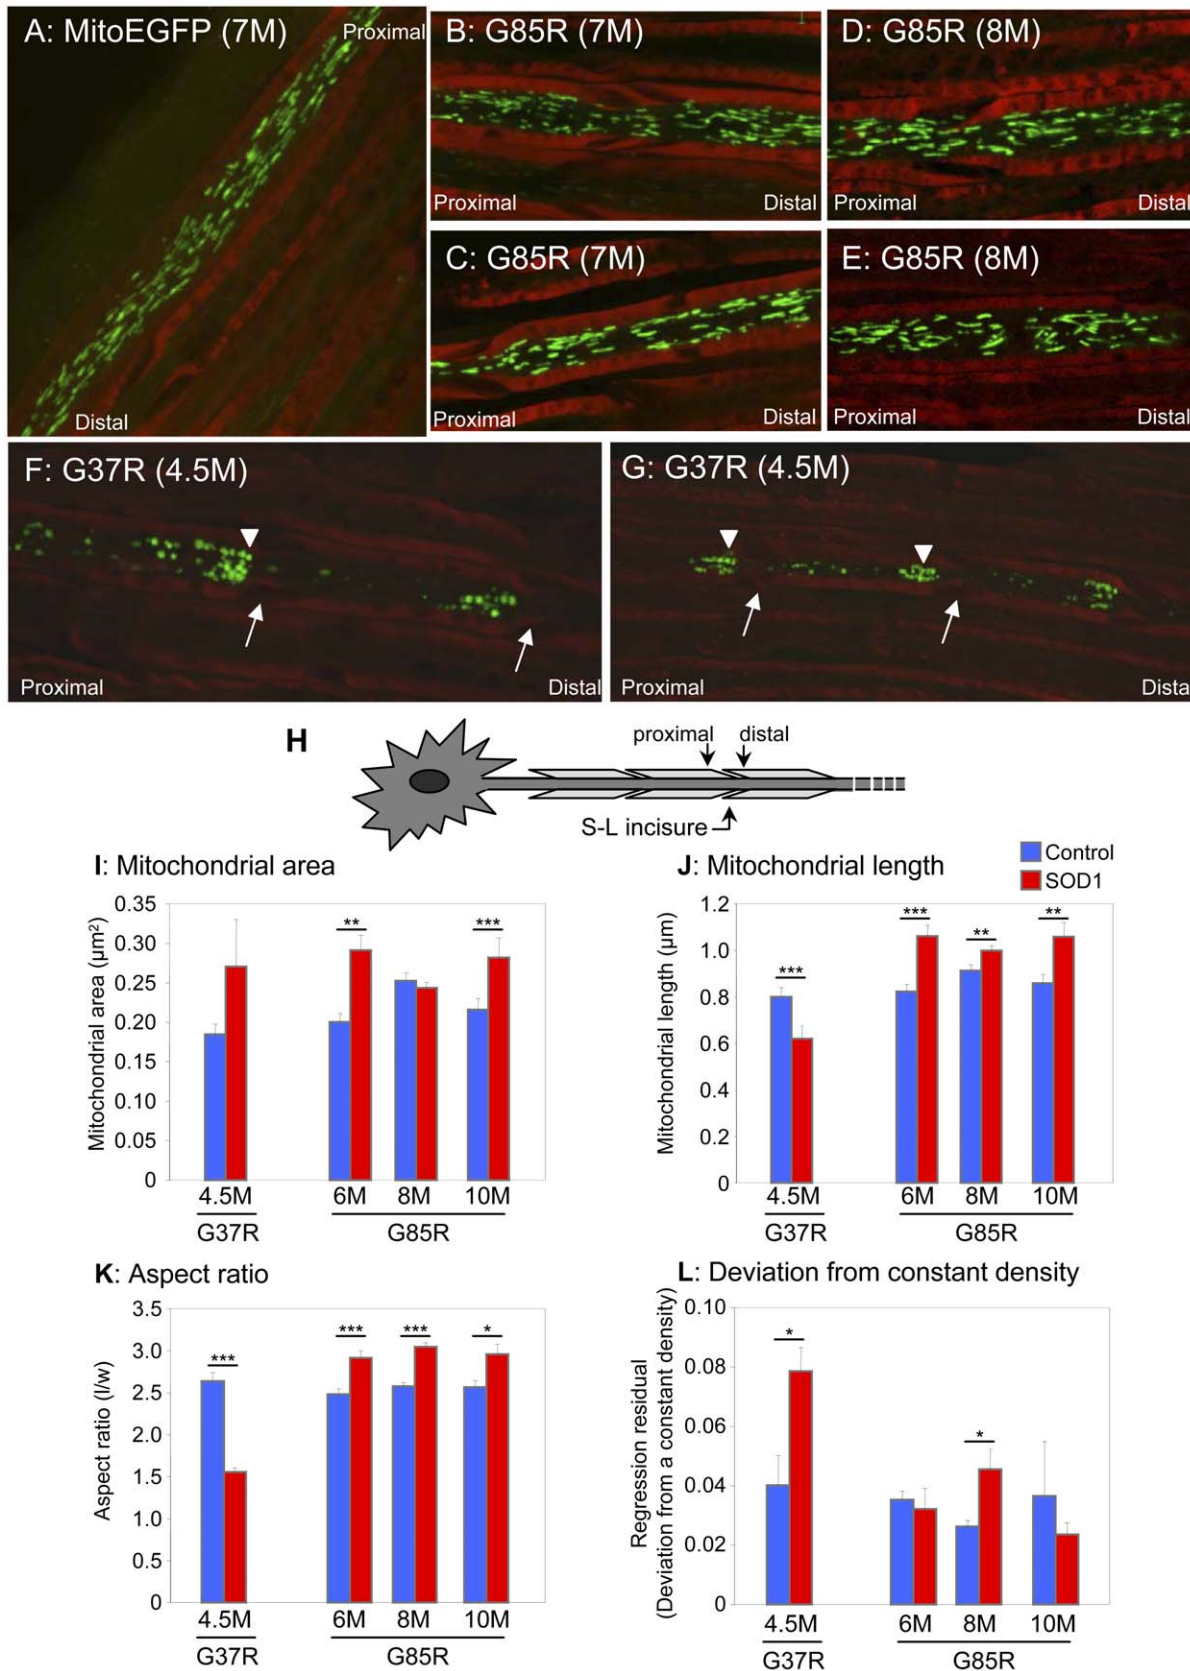 A: MitoEGFP (7M)
Proximal
Distal
B: G85R (7M)
Proximal
Distal
D: G85R (8M)
Proximal
Distal
C: G85R (7M)
Proximal
Distal
E: G85R (8M)
Proximal
Distal
F: G37R (4.5M)
Proximal
Distal
G: G37R (4.5M)
Proximal
Distal
H
proximal
distal
S-L incisure
I: Mitochondrial area
Mitochondrial area (µm²)
0.35
0.30
0.25
0.20
0.15
0.10
0.05
0
**
***
4.5M
6M
8M
10M
G37R
G85R
J: Mitochondrial length
Control
SOD1
Mitochondrial length (µm)
1.2
1.0
0.8
0.6
0.4
0.2
0
***
***
**
**
4.5M
6M
8M
10M
G37R
G85R
K: Aspect ratio
Aspect ratio (l/w)
3.5
3.0
2.5
2.0
1.5
1.0
0.5
0
***
***
***
*
4.5M
6M
8M
10M
G37R
G85R
L: Deviation from constant density
Regression residual
(Deviation from a constant density)
0.10
0.08
0.06
0.04
0.02
0
*
*
4.5M
6M
8M
10M
G37R
G85R